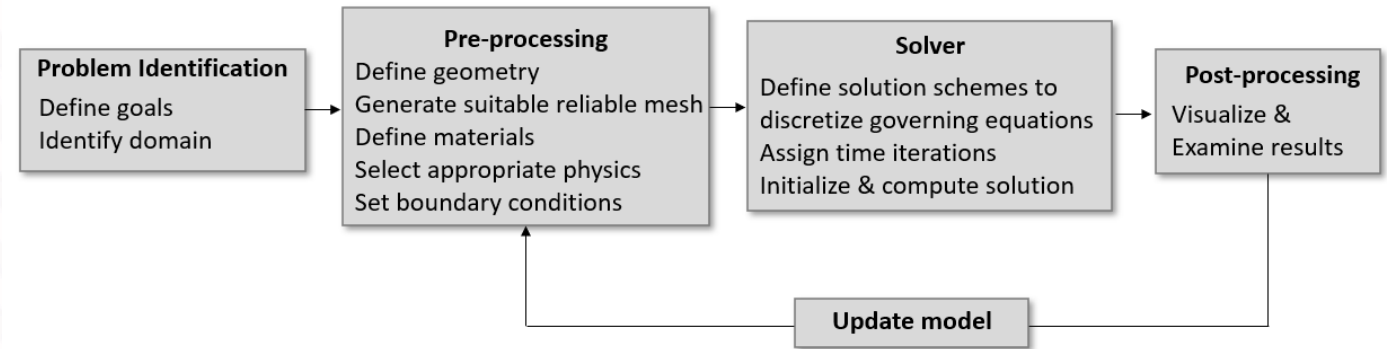 Problem Identification
Define goals
Identify domain
Pre-processing
Define geometry
Generate suitable reliable mesh
Define materials
Select appropriate physics
Set boundary conditions
Solver
Define solution schemes to
discretize governing equations
Assign time iterations
Initialize & compute solution
Post-processing
Visualize &
Examine results
Update model